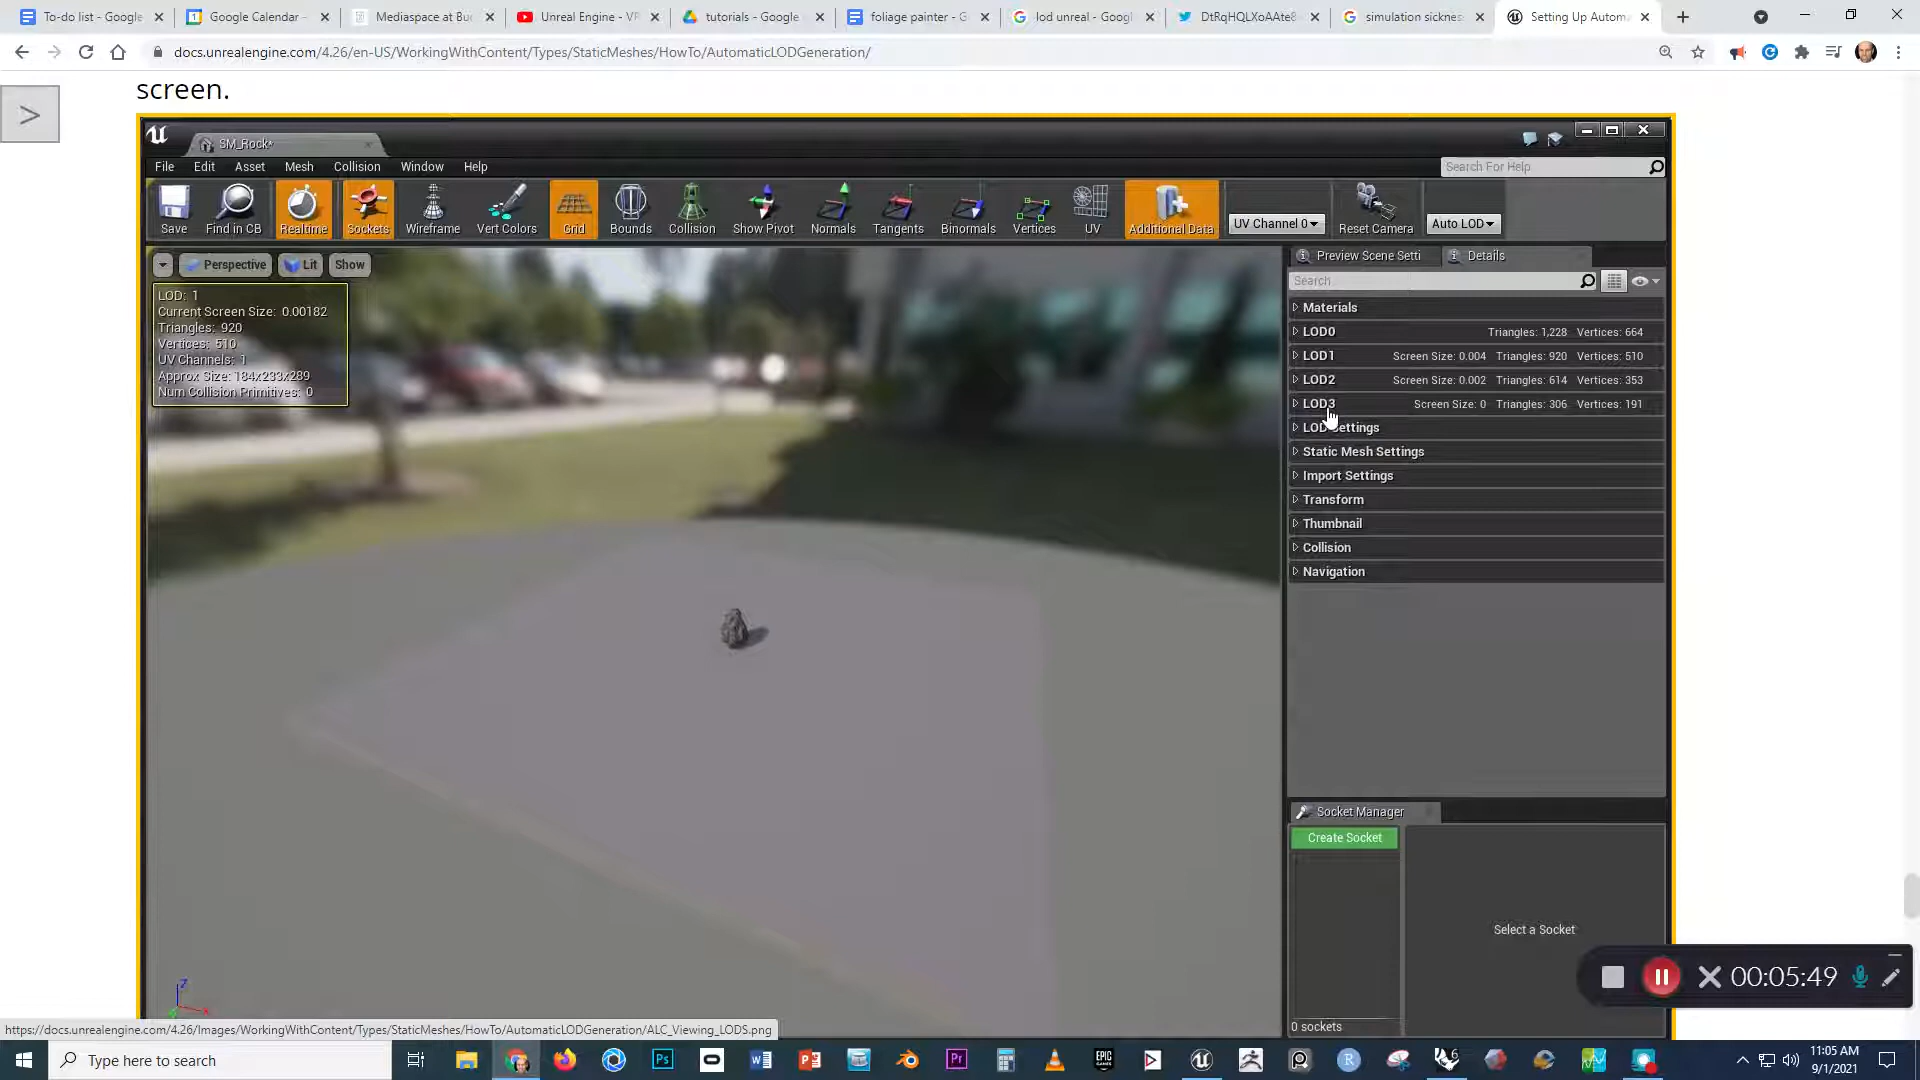 To-do list - Google
Google Calendar -
Mediaspace at Buc
Unreal Engine - VR
tutorials - Google
foliage painter - G
lod unreal - Googl
DtRqHQLXoAAte8
simulation sicknes
Setting Up Autom
docs.unrealengine.com/4.26/en-US/WorkingWithContent/Types/StaticMeshes/HowTo/AutomaticLODGeneration/
screen.
>
SM_Rock*
File Edit Asset Mesh Collision Window Help
Search For Help
Save Find in CB Realtime Sockets Wireframe Vert Colors Grid Bounds Collision Show Pivot Normals Tangents Binormals Vertices UV Additional Data UV Channel 0 Reset Camera Auto LOD
Perspective Lit Show
LOD: 1
Current Screen Size: 0.00182
Triangles: 920
Vertices: 510
UV Channels: 1
Approx Size: 184x233x289
Num Collision Primitives: 0
Preview Scene Setti Details
Search
Materials
LOD0 Triangles: 1,228 Vertices: 664
LOD1 Screen Size: 0.004 Triangles: 920 Vertices: 510
LOD2 Screen Size: 0.002 Triangles: 614 Vertices: 353
LOD3 Screen Size: 0 Triangles: 306 Vertices: 191
LOD Settings
Static Mesh Settings
Import Settings
Transform
Thumbnail
Collision
Navigation
Socket Manager
Create Socket
Select a Socket
0 sockets
Z
X
00:05:49
https://docs.unrealengine.com/4.26/Images/WorkingWithContent/Types/StaticMeshes/HowTo/AutomaticLODGeneration/ALC_Viewing_LODS.png
Type here to search
11:05 AM
9/1/2021